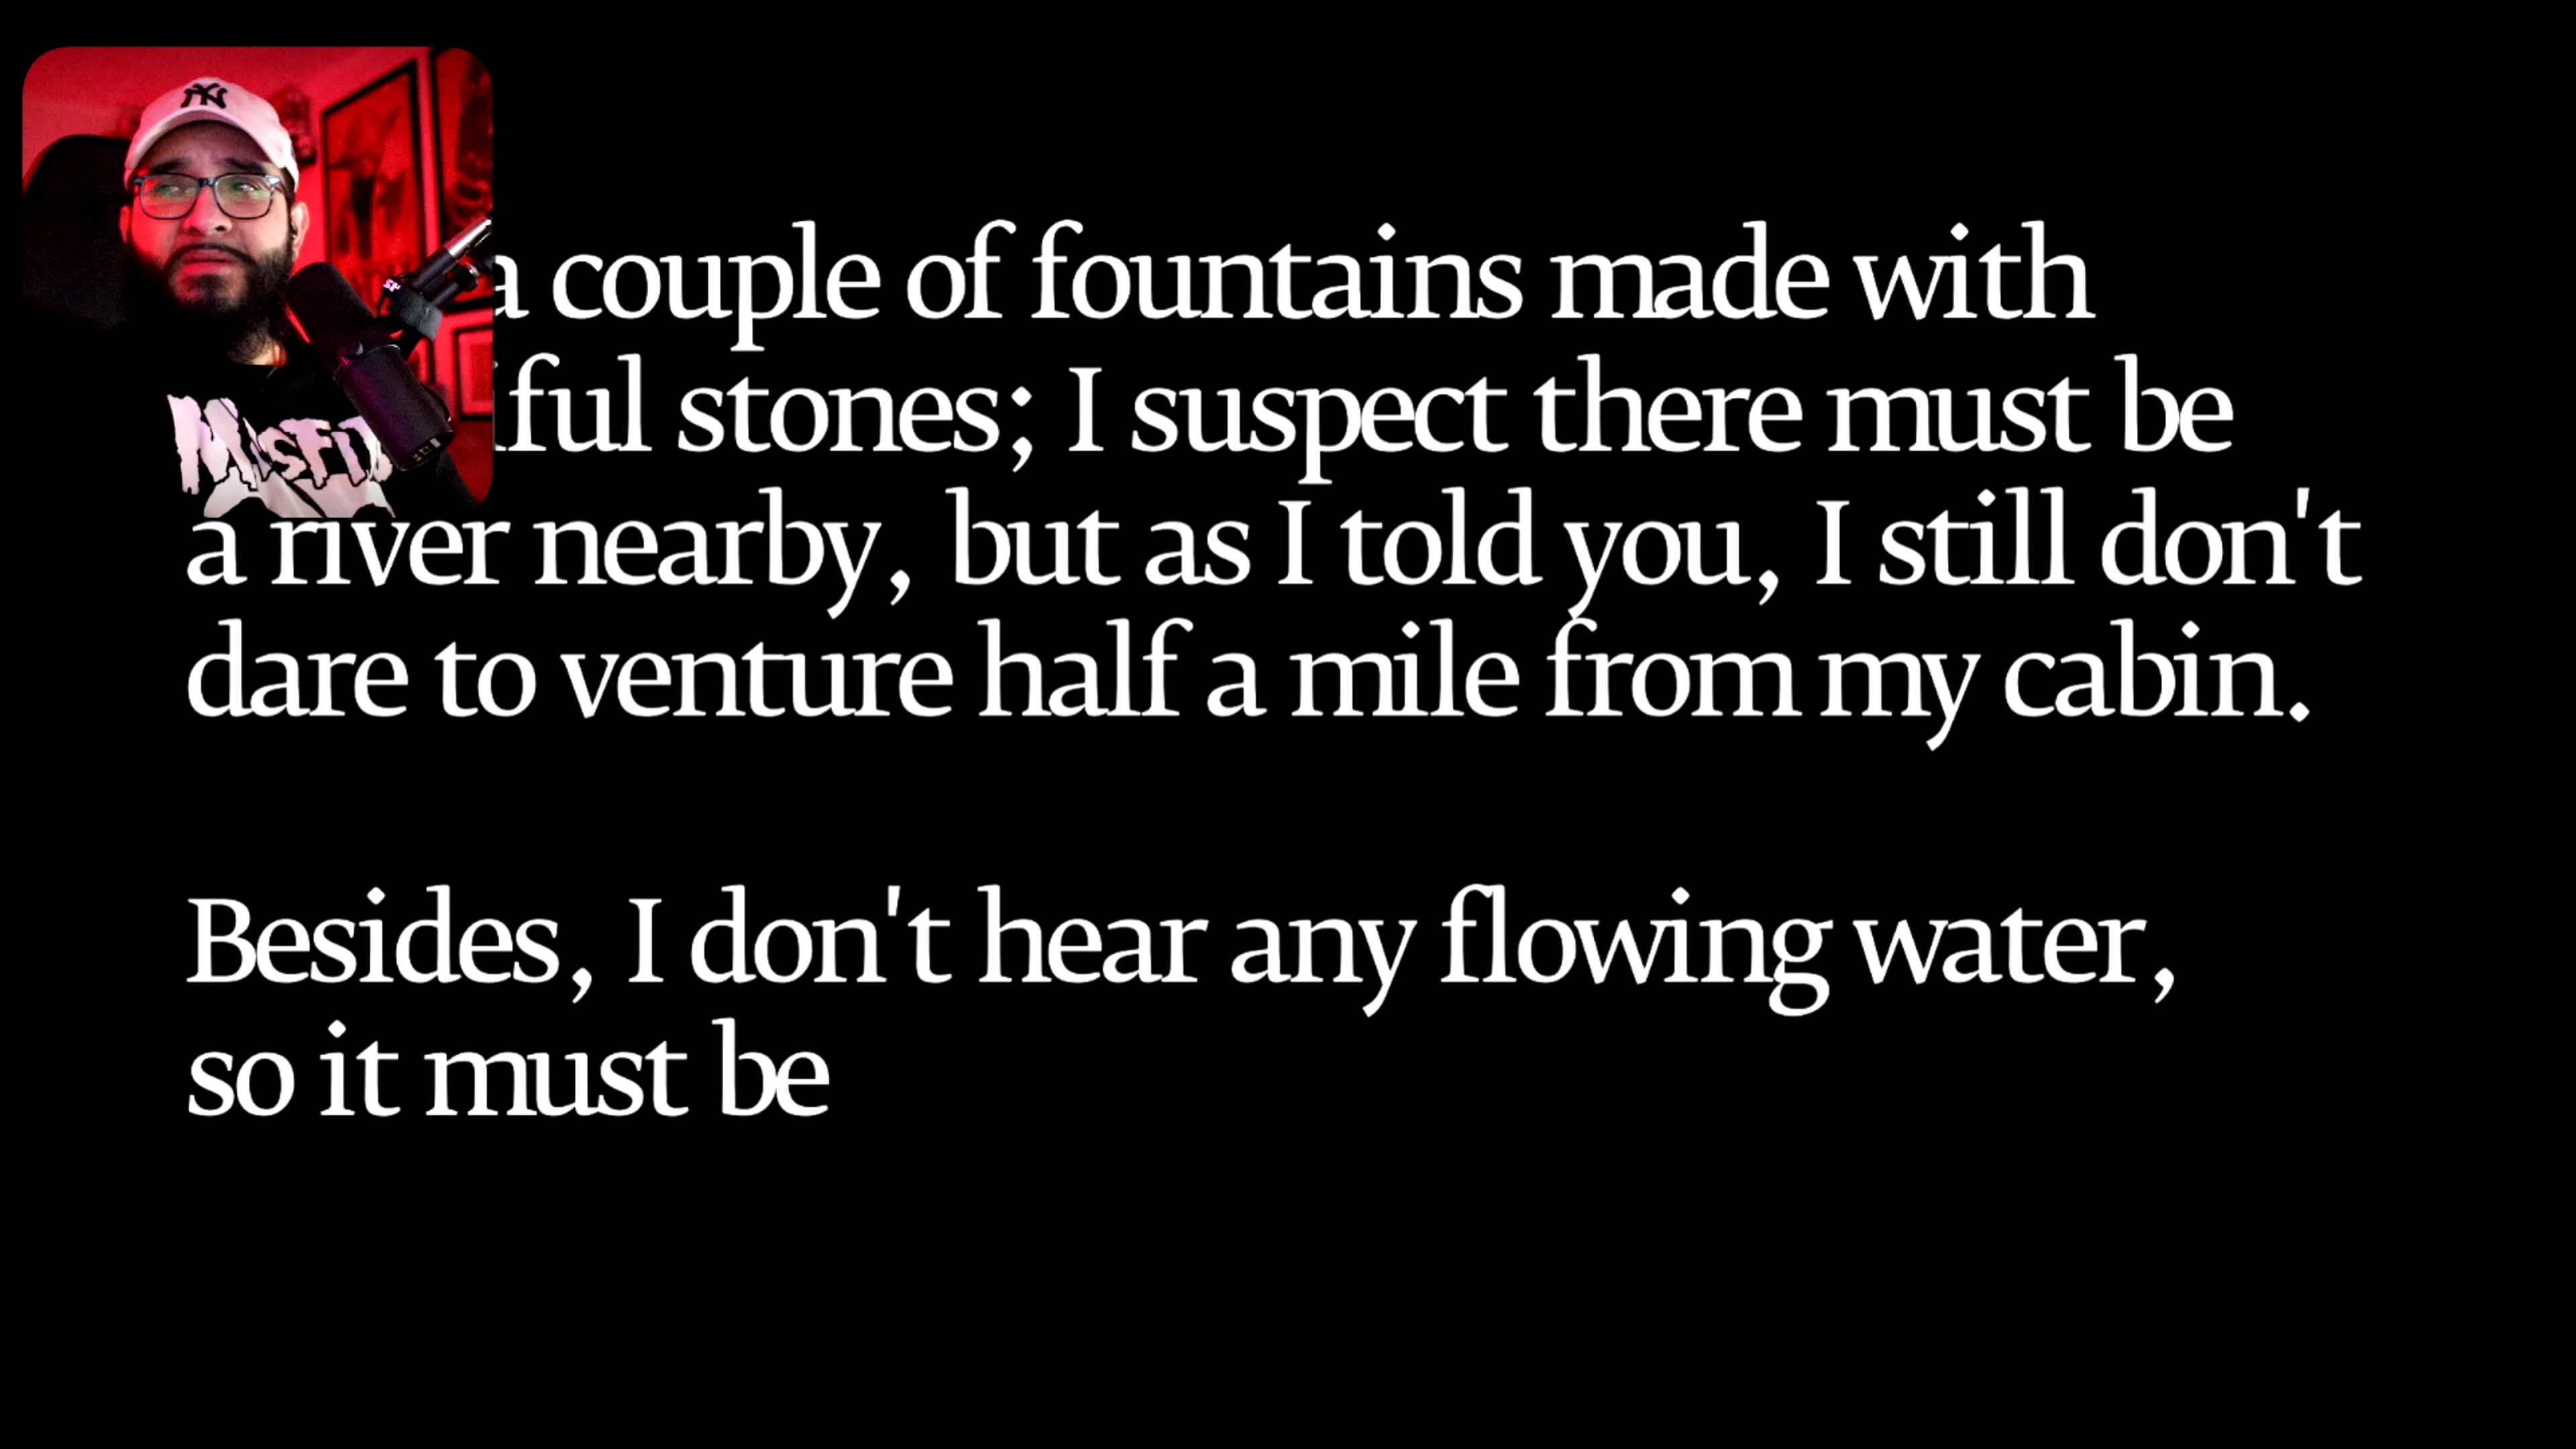 NY
a couple of fountains made with
stones; I suspect there must be
a river nearby, but as I told you, I still don't
dare to venture half a mile from my cabin.
Besides, I don't hear any flowing water,
so it must be